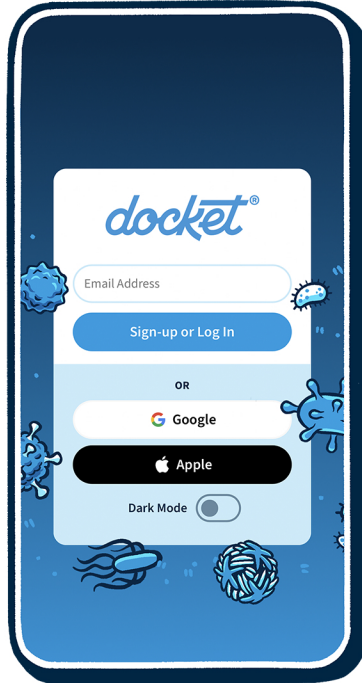 docket®
Email Address
Sign-up or Log In
OR
Google
Apple
Dark Mode